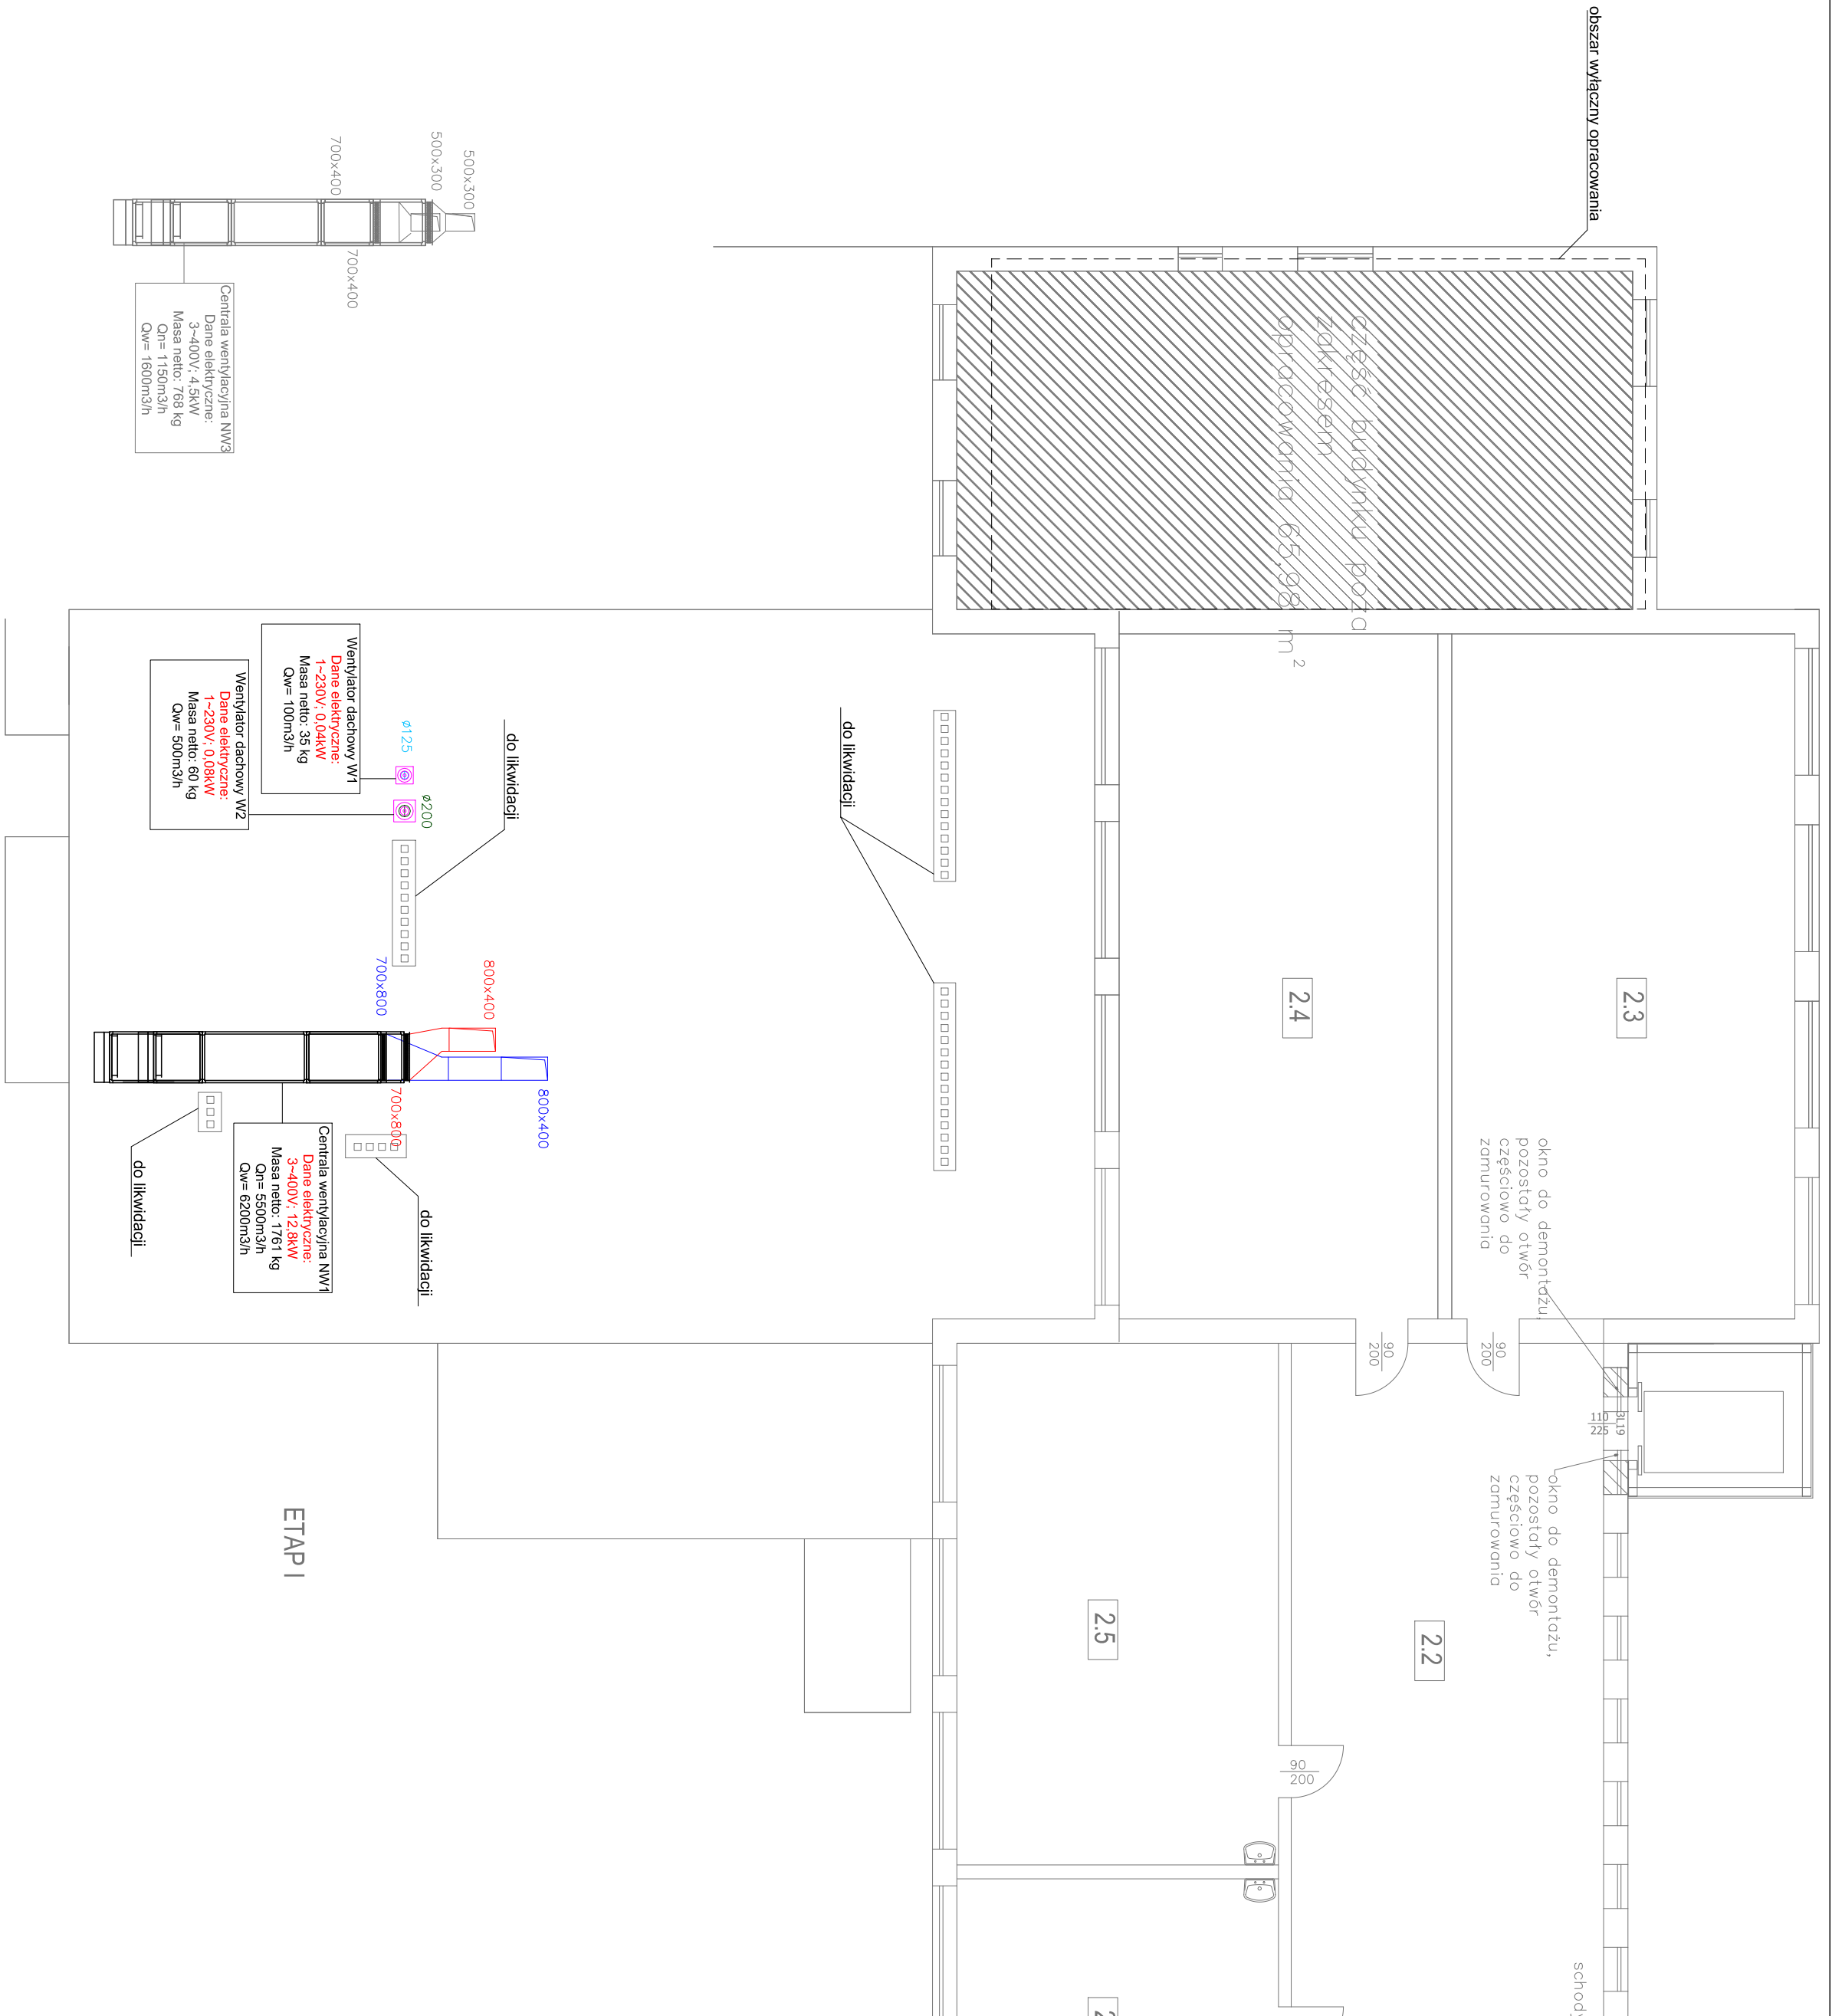 obszar wyłączny opracowania
500x300
500x300
700x400
700x400
Centrala wentylacyjna NW3
Dane elektryczne:
3~400V; 4,5kW
Masa netto: 768 kg
Qn= 1150m3/h
Qw= 1600m3/h
część budynku poza
zakresem
opracowania 65,98 m²
Wentylator dachowy W1
Dane elektryczne:
1~230V; 0,04kW
Masa netto: 35 kg
Qw= 100m3/h
Wentylator dachowy W2
Dane elektryczne:
1~230V; 0,08kW
Masa netto: 60 kg
Qw= 500m3/h
ø125
ø200
do likwidacji
do likwidacji
2.3
2.4
800x400
700x800
800x400
700x800
Centrala wentylacyjna NW1
Dane elektryczne:
3~400V; 12,8kW
Masa netto: 1761 kg
Qn= 5500m3/h
Qw= 6200m3/h
do likwidacji
do likwidacji
okno do demontażu,
pozostały otwór
częściowo do
zamurowania
90
200
90
200
3L19
110
225
okno do demontażu,
pozostały otwór
częściowo do
zamurowania
ETAP I
2.5
2.2
90
200
schody